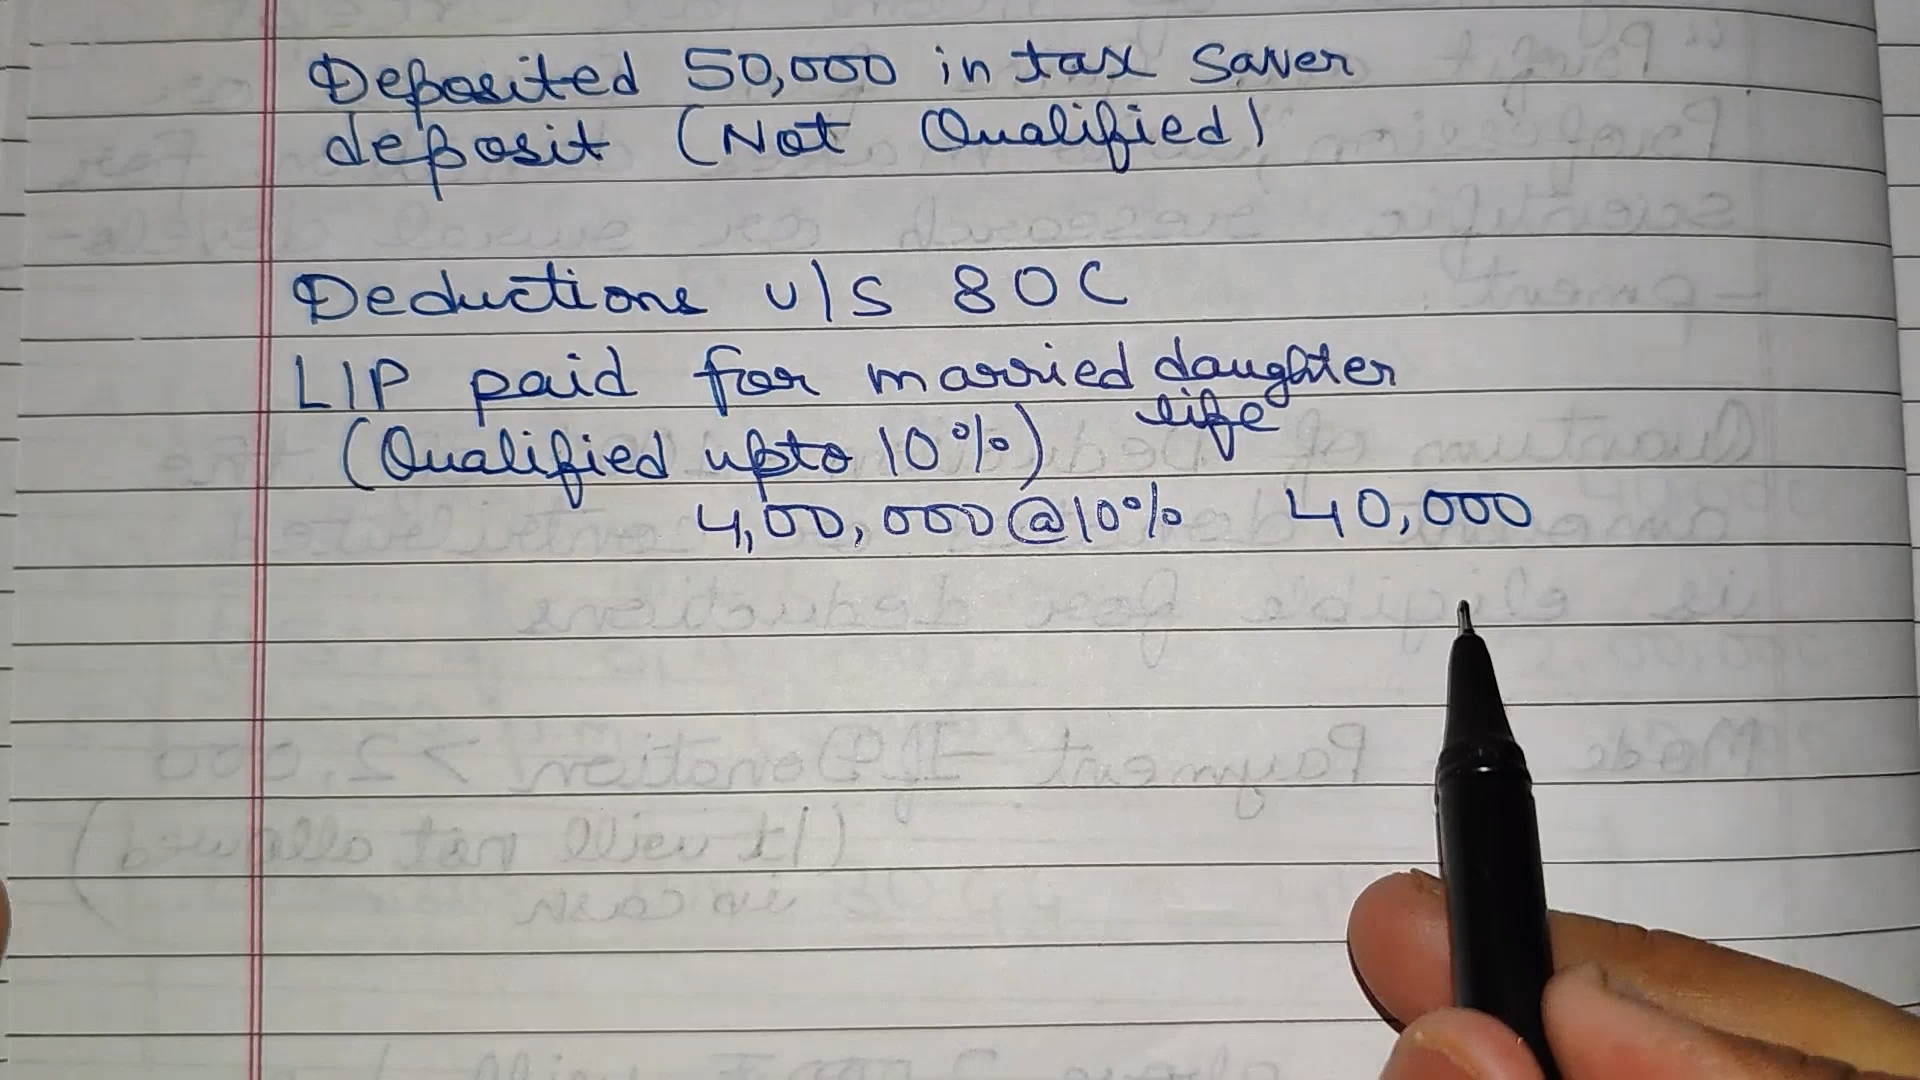 Deposited 50,000 in tax saver
deposit (Not Qualified)
Deductions u/s 80C
LIP paid for married daughter
life
(Qualified upto 10%)
4,00,000@10% 40,000